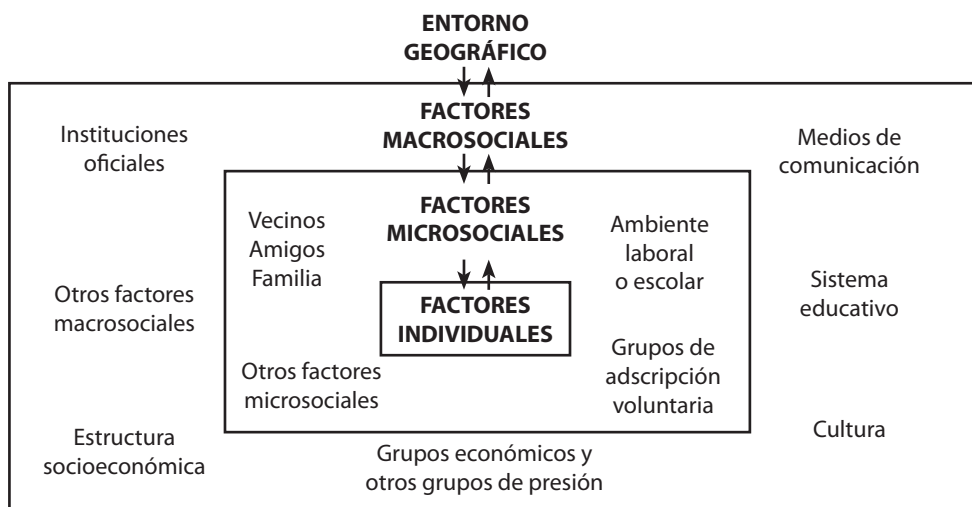 ENTORNO
GEOGRÁFICO
FACTORES
MACROSOCIALES
Instituciones
oficiales
Medios de
comunicación
FACTORES
MICROSOCIALES
Vecinos
Amigos
Familia
Ambiente
laboral
o escolar
Otros factores
macrosociales
Sistema
educativo
FACTORES
INDIVIDUALES
Otros factores
microsociales
Grupos de
adscripción
voluntaria
Estructura
socioeconómica
Cultura
Grupos económicos y
otros grupos de presión